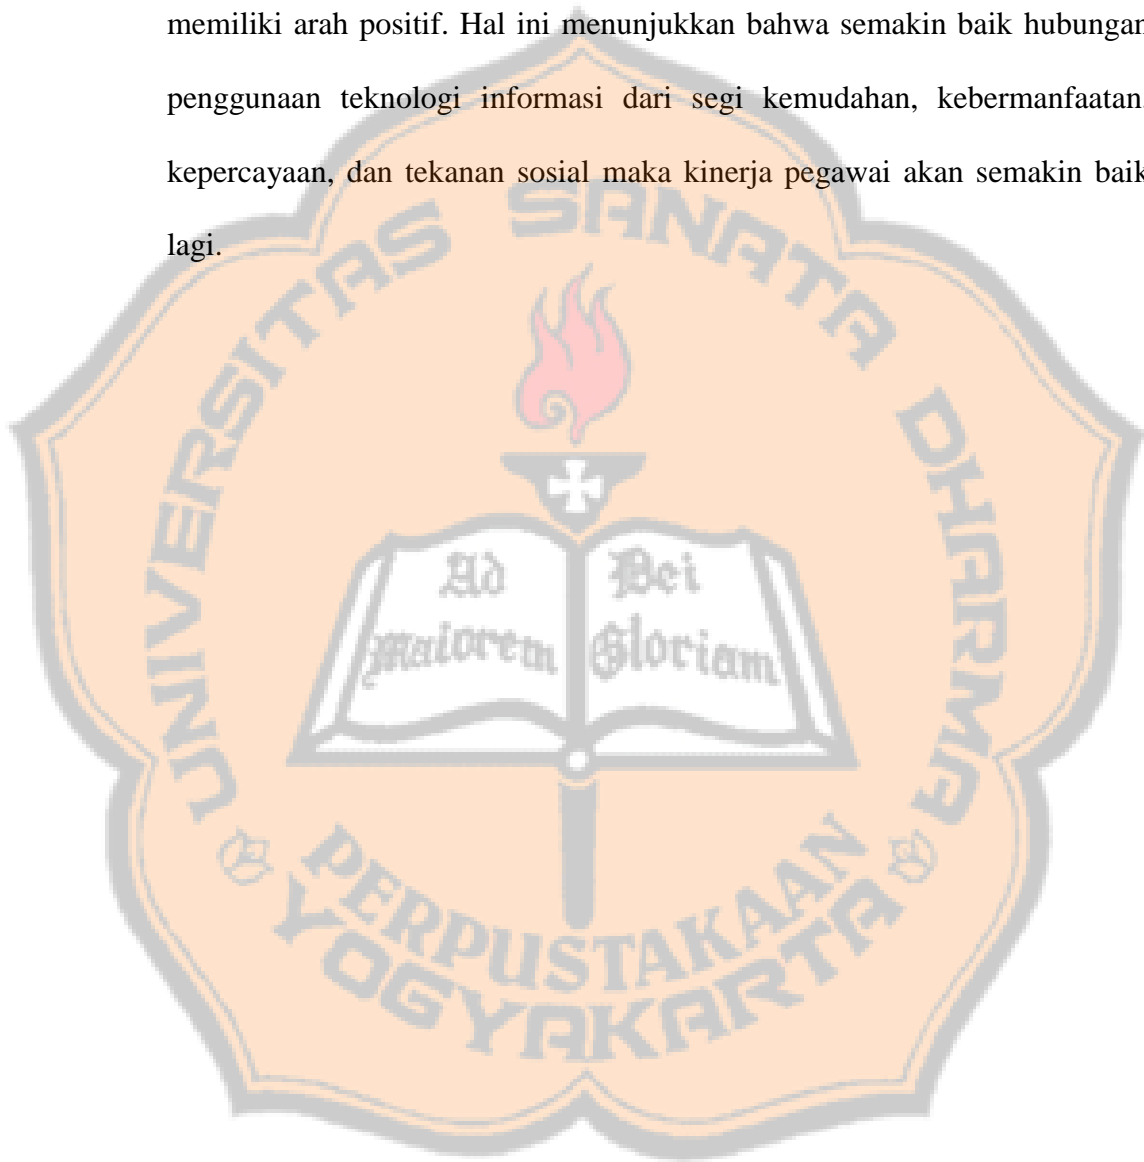 memiliki arah positif. Hal ini menunjukkan bahwa semakin baik hubungan
penggunaan teknologi informasi dari segi kemudahan, kebermanfaatan,
kepercayaan, dan tekanan sosial maka kinerja pegawai akan semakin baik
lagi.
UNIVERSITAS SANATA DHARMA
Ad Dei
Maiorem Gloriam
PERPUSTAKAAN
YOGYAKARTA